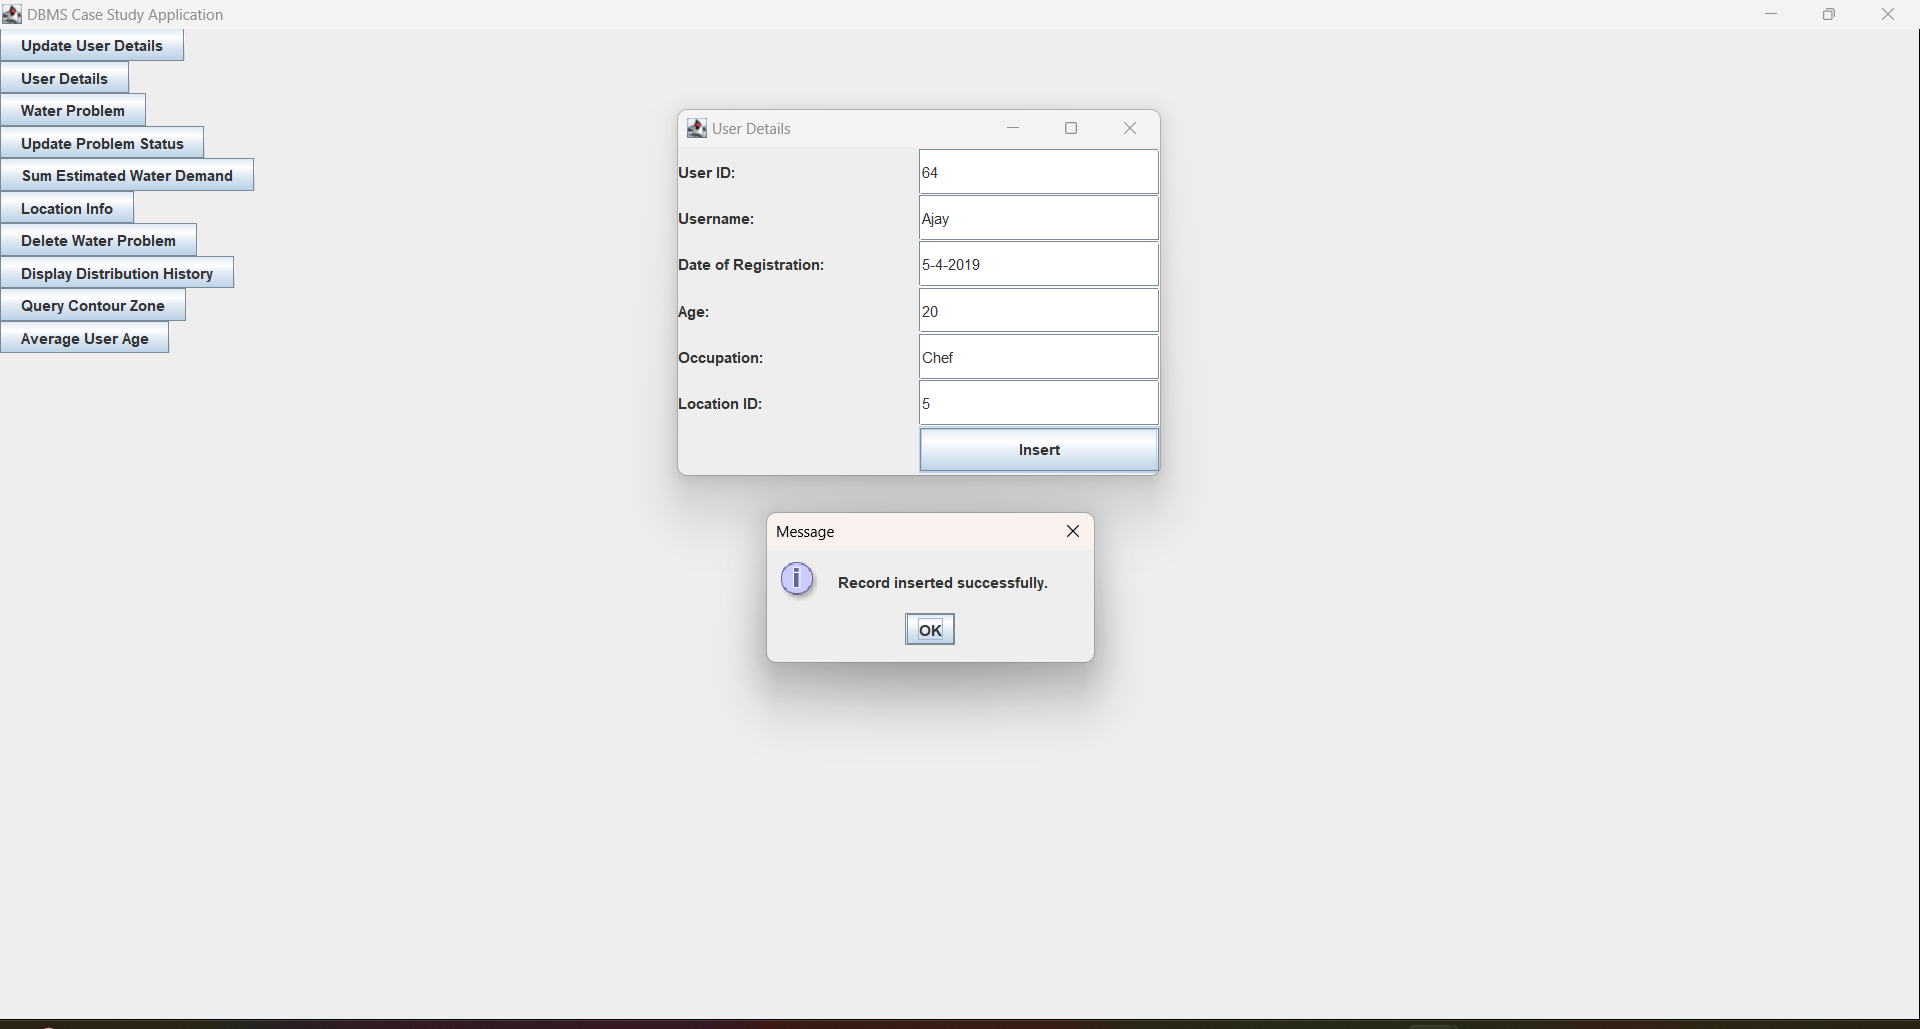 DBMS Case Study Application
Update User Details
User Details
Water Problem
Update Problem Status
Sum Estimated Water Demand
Location Info
Delete Water Problem
Display Distribution History
Query Contour Zone
Average User Age
User Details
User ID: 64
Username: Ajay
Date of Registration: 5-4-2019
Age: 20
Occupation: Chef
Location ID: 5
Insert
Message
Record inserted successfully.
OK